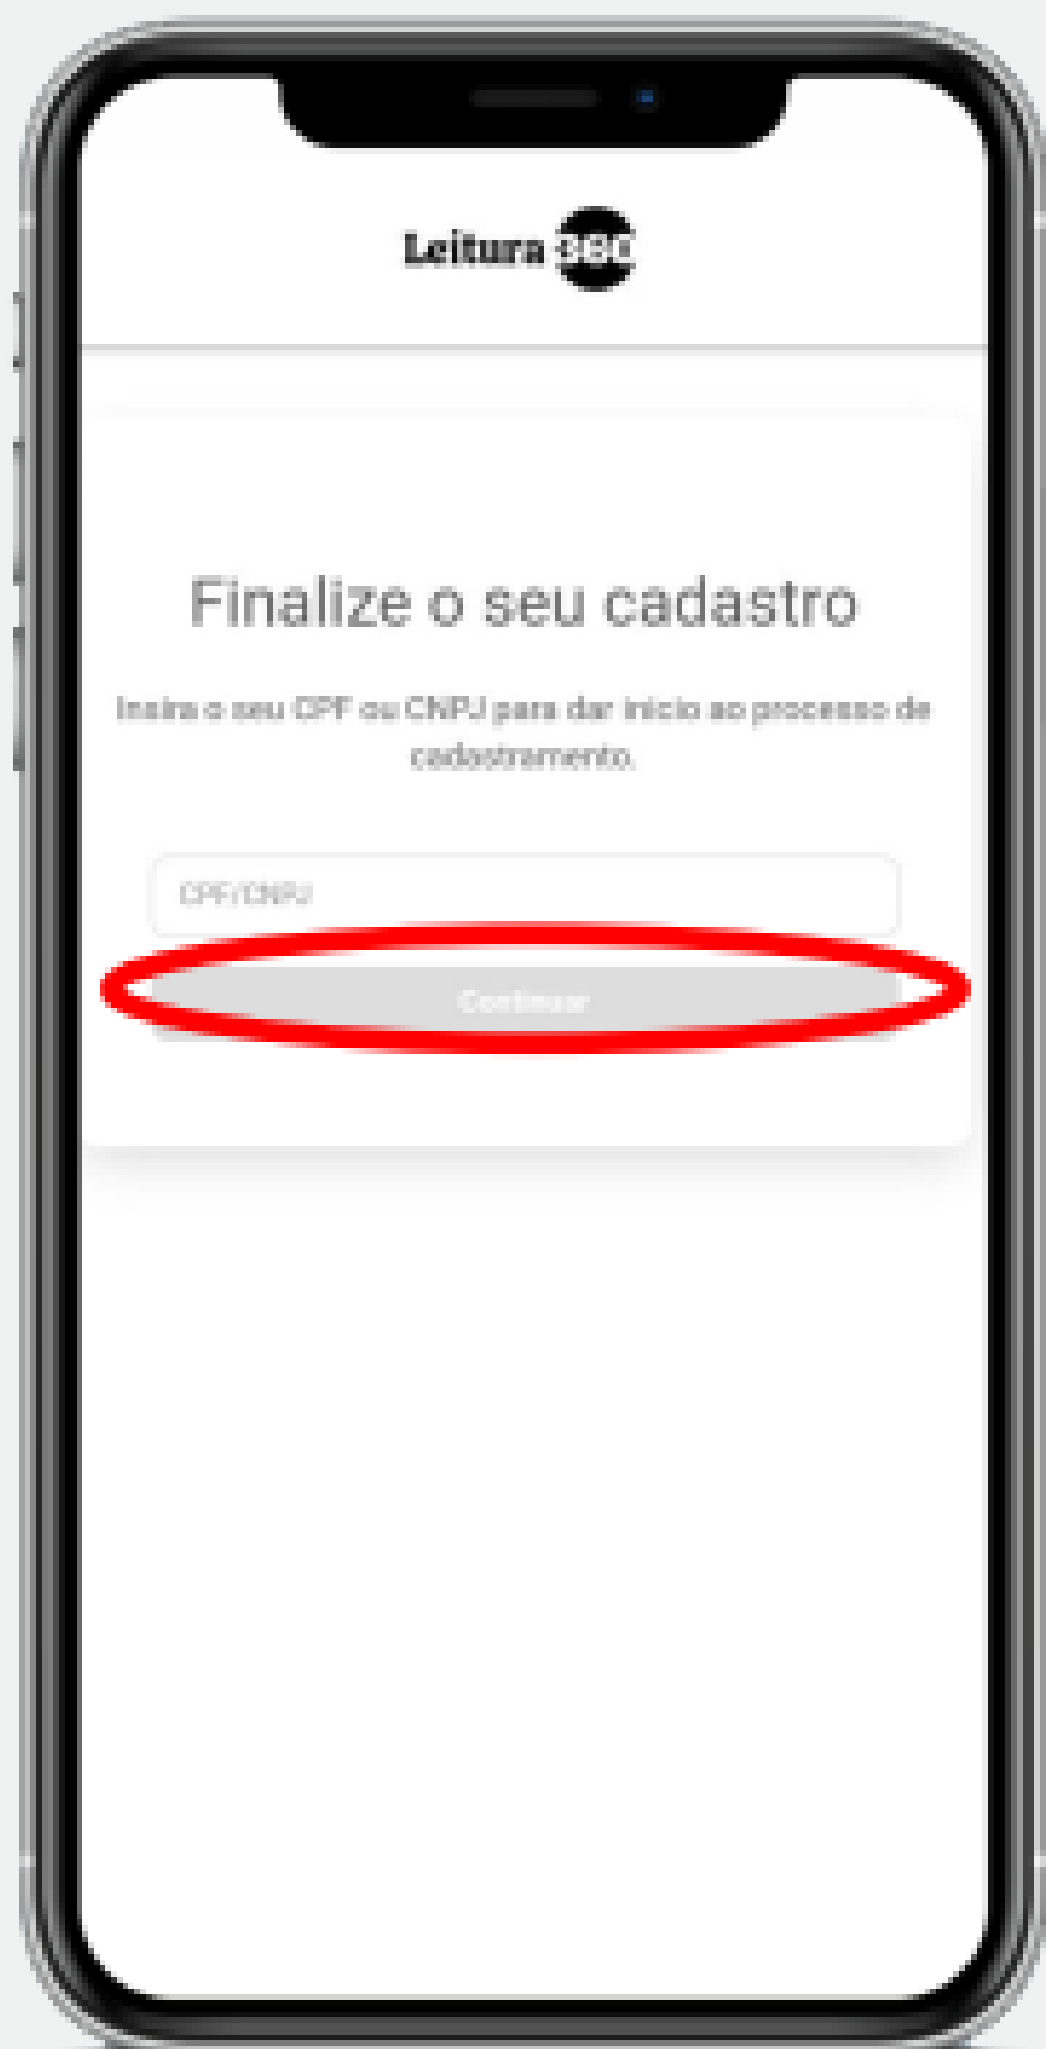 Leitura 360
Finalize o seu cadastro
Insira o seu CPF ou CNPJ para dar início ao processo de
cadastramento.
CPF/CNPJ
Continuar